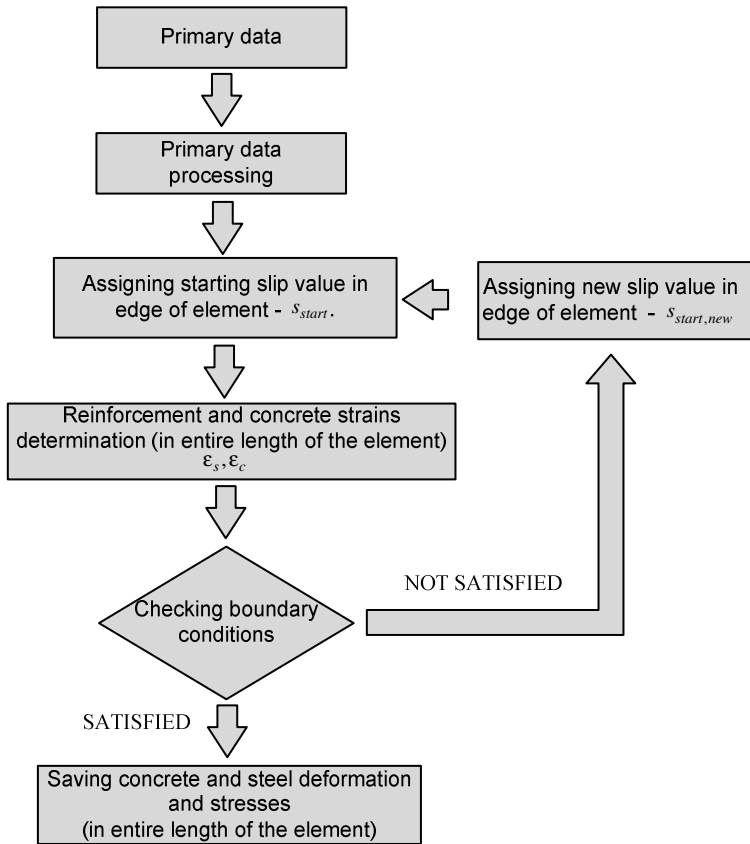 Primary data
Primary data
processing
Assigning starting slip value in
edge of element - s_start.
Assigning new slip value in
edge of element - s_start,new
Reinforcement and concrete strains
determination (in entire length of the element)
ε_s,ε_c
Checking boundary
conditions
NOT SATISFIED
SATISFIED
Saving concrete and steel deformation
and stresses
(in entire length of the element)